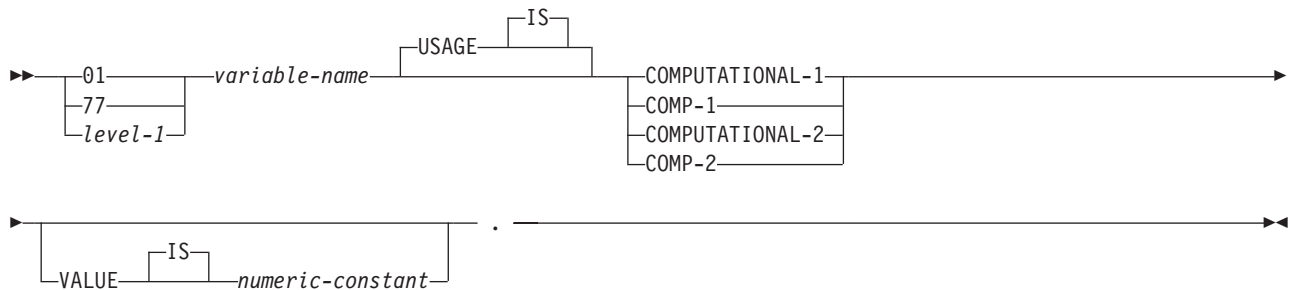 IS
USAGE
01 variable-name COMPUTATIONAL-1
77 COMP-1
level-1 COMPUTATIONAL-2
COMP-2
.
IS
VALUE numeric-constant